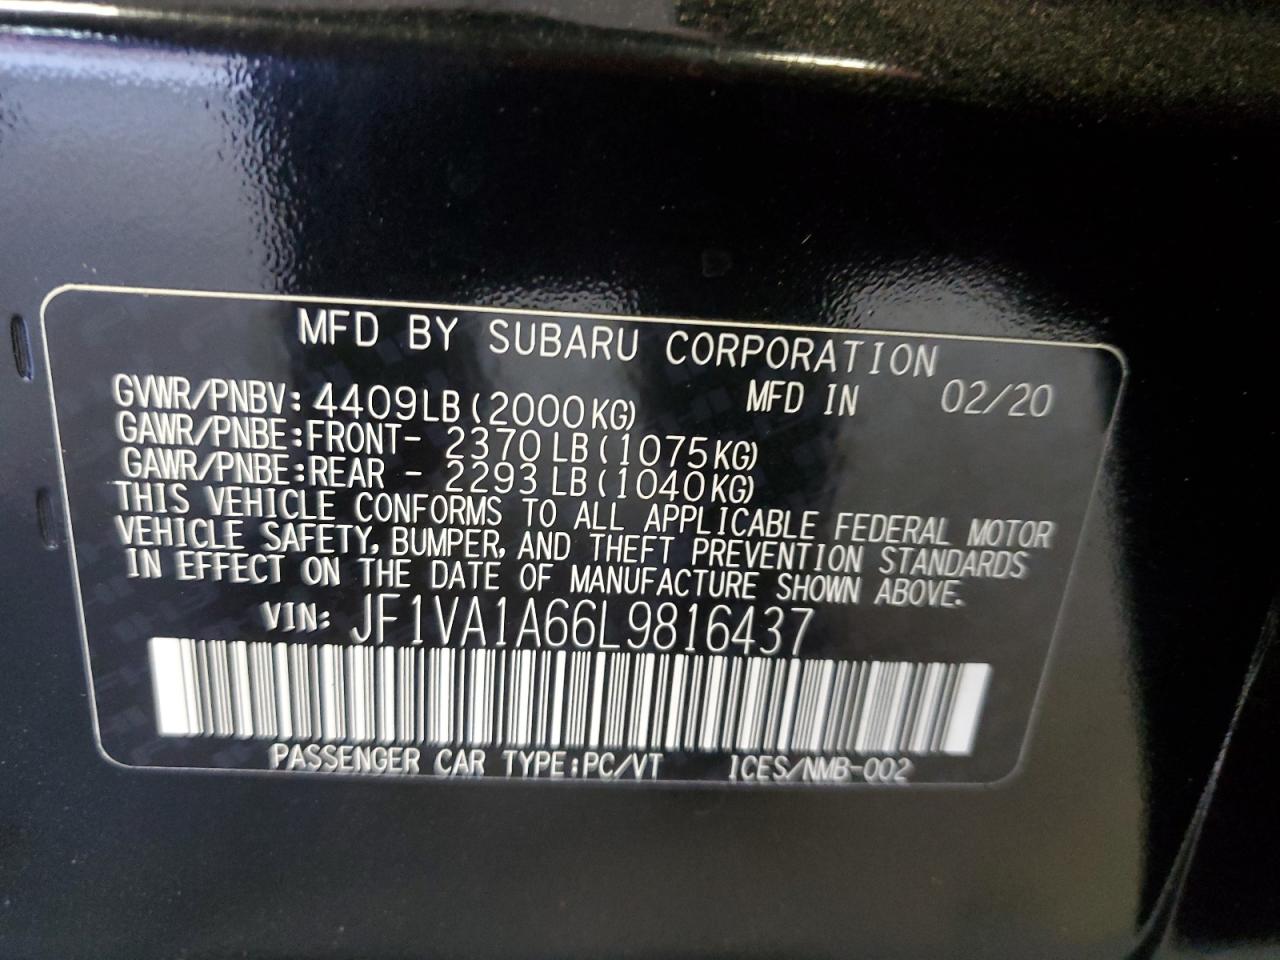 MFD BY SUBARU CORPORATION
MFD IN 02/20
GVWR/PNBV: 4409LB (2000KG)
GAWR/PNBE:FRONT- 2370LB (1075KG)
GAWR/PNBE:REAR - 2293LB (1040KG)
THIS VEHICLE CONFORMS TO ALL APPLICABLE FEDERAL MOTOR
VEHICLE SAFETY, BUMPER, AND THEFT PREVENTION STANDARDS
IN EFFECT ON THE DATE OF MANUFACTURE SHOWN ABOVE.
VIN: JF1VA1A66L9816437
PASSENGER CAR TYPE:PC/VT ICES/NMB-002